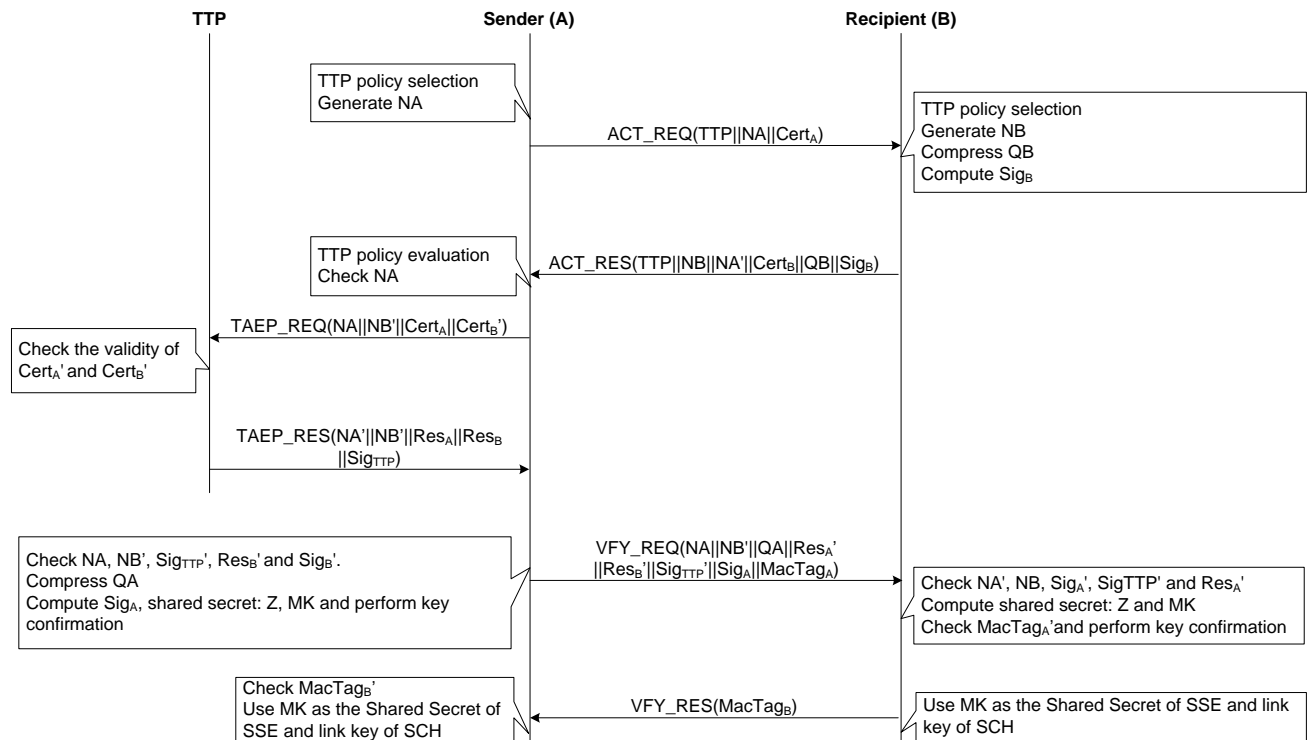 TTP
Sender (A)
Recipient (B)
TTP policy selection
Generate NA
ACT_REQ(TTP||NA||CertA)
TTP policy selection
Generate NB
Compress QB
Compute SigB
TTP policy evaluation
Check NA
ACT_RES(TTP||NB||NA'||CertB||QB||SigB)
TAEP_REQ(NA||NB'||CertA||CertB')
Check the validity of
CertA' and CertB'
TAEP_RES(NA'||NB'||ResA||ResB
||SigTTP)
Check NA, NB', SigTTP', ResB' and SigB'.
Compress QA
Compute SigA, shared secret: Z, MK and perform key
confirmation
VFY_REQ(NA||NB'||QA||ResA'
||ResB'||SigTTP'||SigA||MacTagA)
Check NA', NB, SigA', SigTTP' and ResA'
Compute shared secret: Z and MK
Check MacTagA'and perform key confirmation
Check MacTagB'
Use MK as the Shared Secret of
SSE and link key of SCH
VFY_RES(MacTagB)
Use MK as the Shared Secret of SSE and link
key of SCH